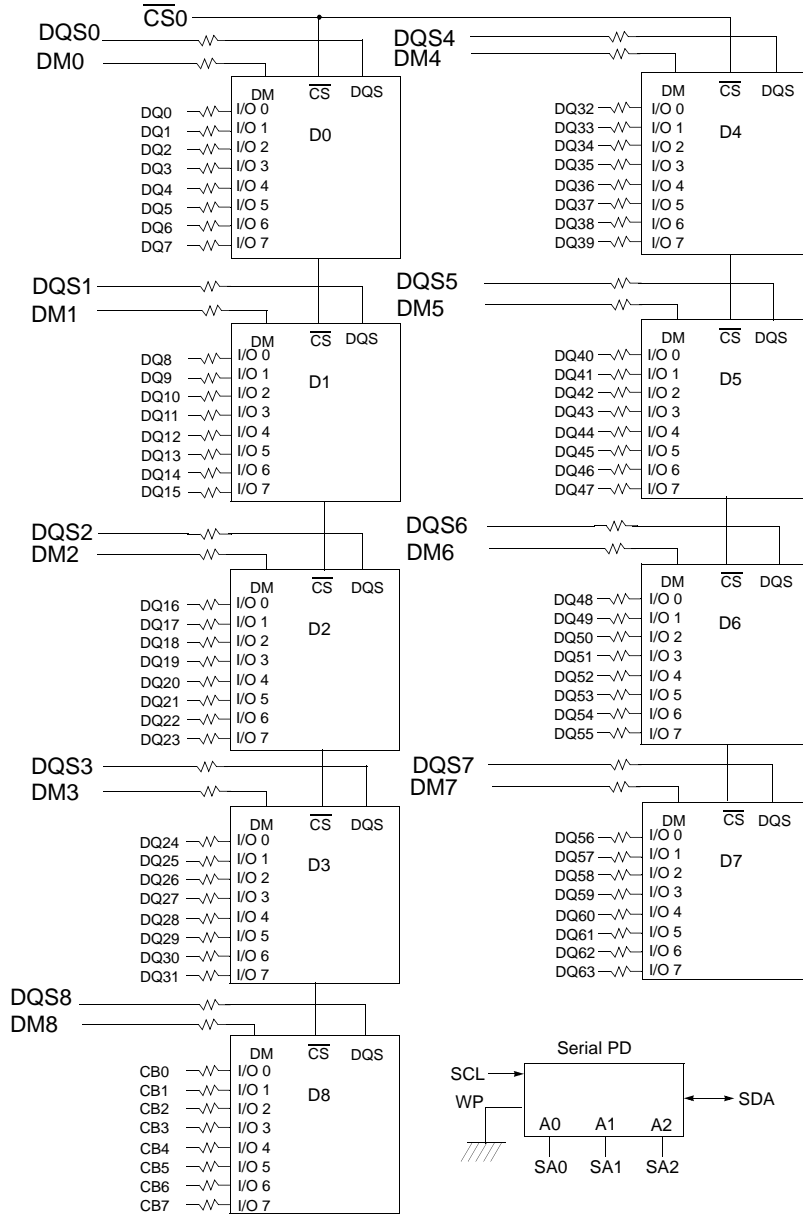 CS0
DQS0
DM0
DM CS DQS
D0
DQ0 I/O 0
DQ1 I/O 1
DQ2 I/O 2
DQ3 I/O 3
DQ4 I/O 4
DQ5 I/O 5
DQ6 I/O 6
DQ7 I/O 7
DQS1
DM1
DM CS DQS
D1
DQ8 I/O 0
DQ9 I/O 1
DQ10 I/O 2
DQ11 I/O 3
DQ12 I/O 4
DQ13 I/O 5
DQ14 I/O 6
DQ15 I/O 7
DQS2
DM2
DM CS DQS
D2
DQ16 I/O 0
DQ17 I/O 1
DQ18 I/O 2
DQ19 I/O 3
DQ20 I/O 4
DQ21 I/O 5
DQ22 I/O 6
DQ23 I/O 7
DQS3
DM3
DM CS DQS
D3
DQ24 I/O 0
DQ25 I/O 1
DQ26 I/O 2
DQ27 I/O 3
DQ28 I/O 4
DQ29 I/O 5
DQ30 I/O 6
DQ31 I/O 7
DQS8
DM8
DM CS DQS
D8
CB0 I/O 0
CB1 I/O 1
CB2 I/O 2
CB3 I/O 3
CB4 I/O 4
CB5 I/O 5
CB6 I/O 6
CB7 I/O 7
DQS4
DM4
DM CS DQS
D4
DQ32 I/O 0
DQ33 I/O 1
DQ34 I/O 2
DQ35 I/O 3
DQ36 I/O 4
DQ37 I/O 5
DQ38 I/O 6
DQ39 I/O 7
DQS5
DM5
DM CS DQS
D5
DQ40 I/O 0
DQ41 I/O 1
DQ42 I/O 2
DQ43 I/O 3
DQ44 I/O 4
DQ45 I/O 5
DQ46 I/O 6
DQ47 I/O 7
DQS6
DM6
DM CS DQS
D6
DQ48 I/O 0
DQ49 I/O 1
DQ50 I/O 2
DQ51 I/O 3
DQ52 I/O 4
DQ53 I/O 5
DQ54 I/O 6
DQ55 I/O 7
DQS7
DM7
DM CS DQS
D7
DQ56 I/O 0
DQ57 I/O 1
DQ58 I/O 2
DQ59 I/O 3
DQ60 I/O 4
DQ61 I/O 5
DQ62 I/O 6
DQ63 I/O 7
Serial PD
SCL
WP
SDA
A0 A1 A2
SA0 SA1 SA2